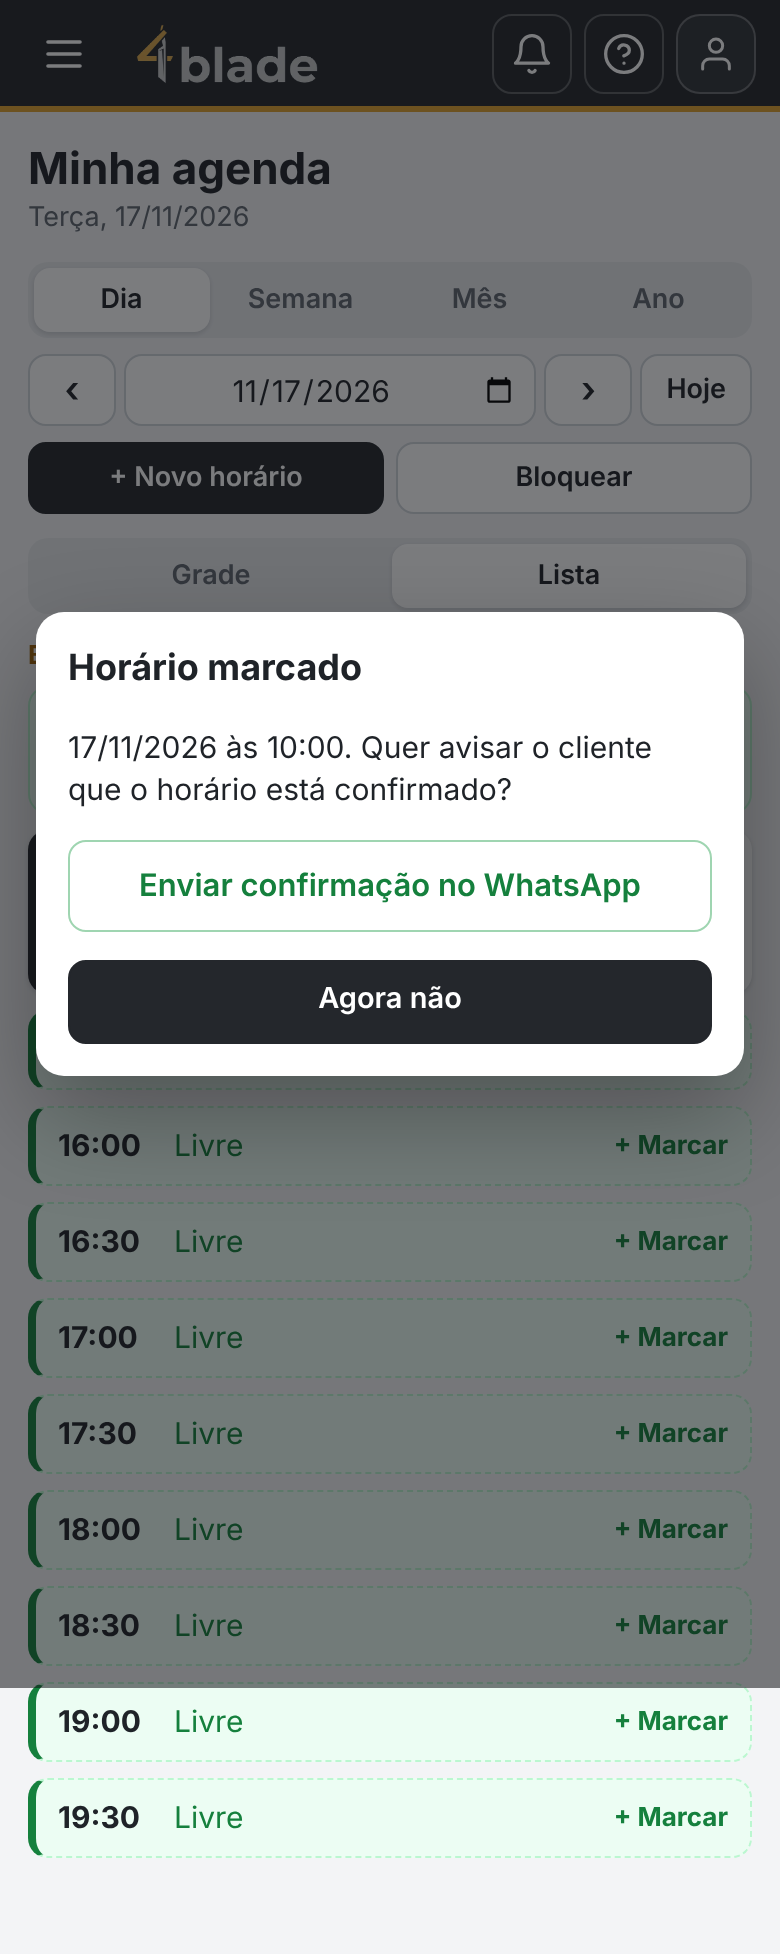 4blade
Minha agenda
Terça, 17/11/2026
Dia Semana Mês Ano
‹ 11/17/2026 › Hoje
+ Novo horário Bloquear
Grade Lista
Horário marcado
17/11/2026 às 10:00. Quer avisar o cliente
que o horário está confirmado?
Enviar confirmação no WhatsApp
Agora não
16:00 Livre + Marcar
16:30 Livre + Marcar
17:00 Livre + Marcar
17:30 Livre + Marcar
18:00 Livre + Marcar
18:30 Livre + Marcar
19:00 Livre + Marcar
19:30 Livre + Marcar